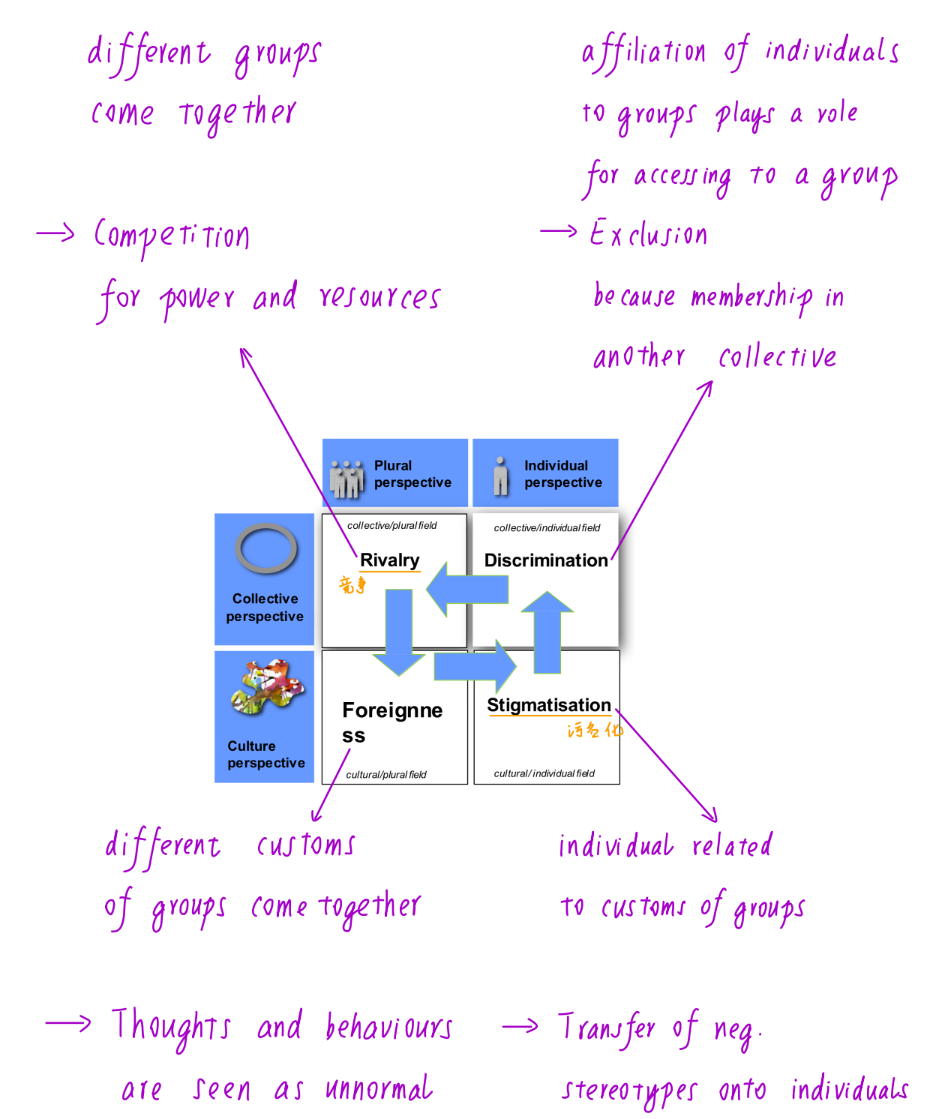 different groups
come together
→ Competition
for power and resources
affiliation of individuals
to groups plays a role
for accessing to a group
→ Exclusion
because membership in
another collective
Plural
perspective
Individual
perspective
Collective
perspective
collective/plural field
Rivalry
竞争
collective/individual field
Discrimination
Culture
perspective
Foreignne
ss
cultural/plural field
Stigmatisation
污名化
cultural/individual field
different customs
of groups come together
→ Thoughts and behaviours
are seen as unnormal
individual related
to customs of groups
→ Transfer of neg.
stereotypes onto individuals